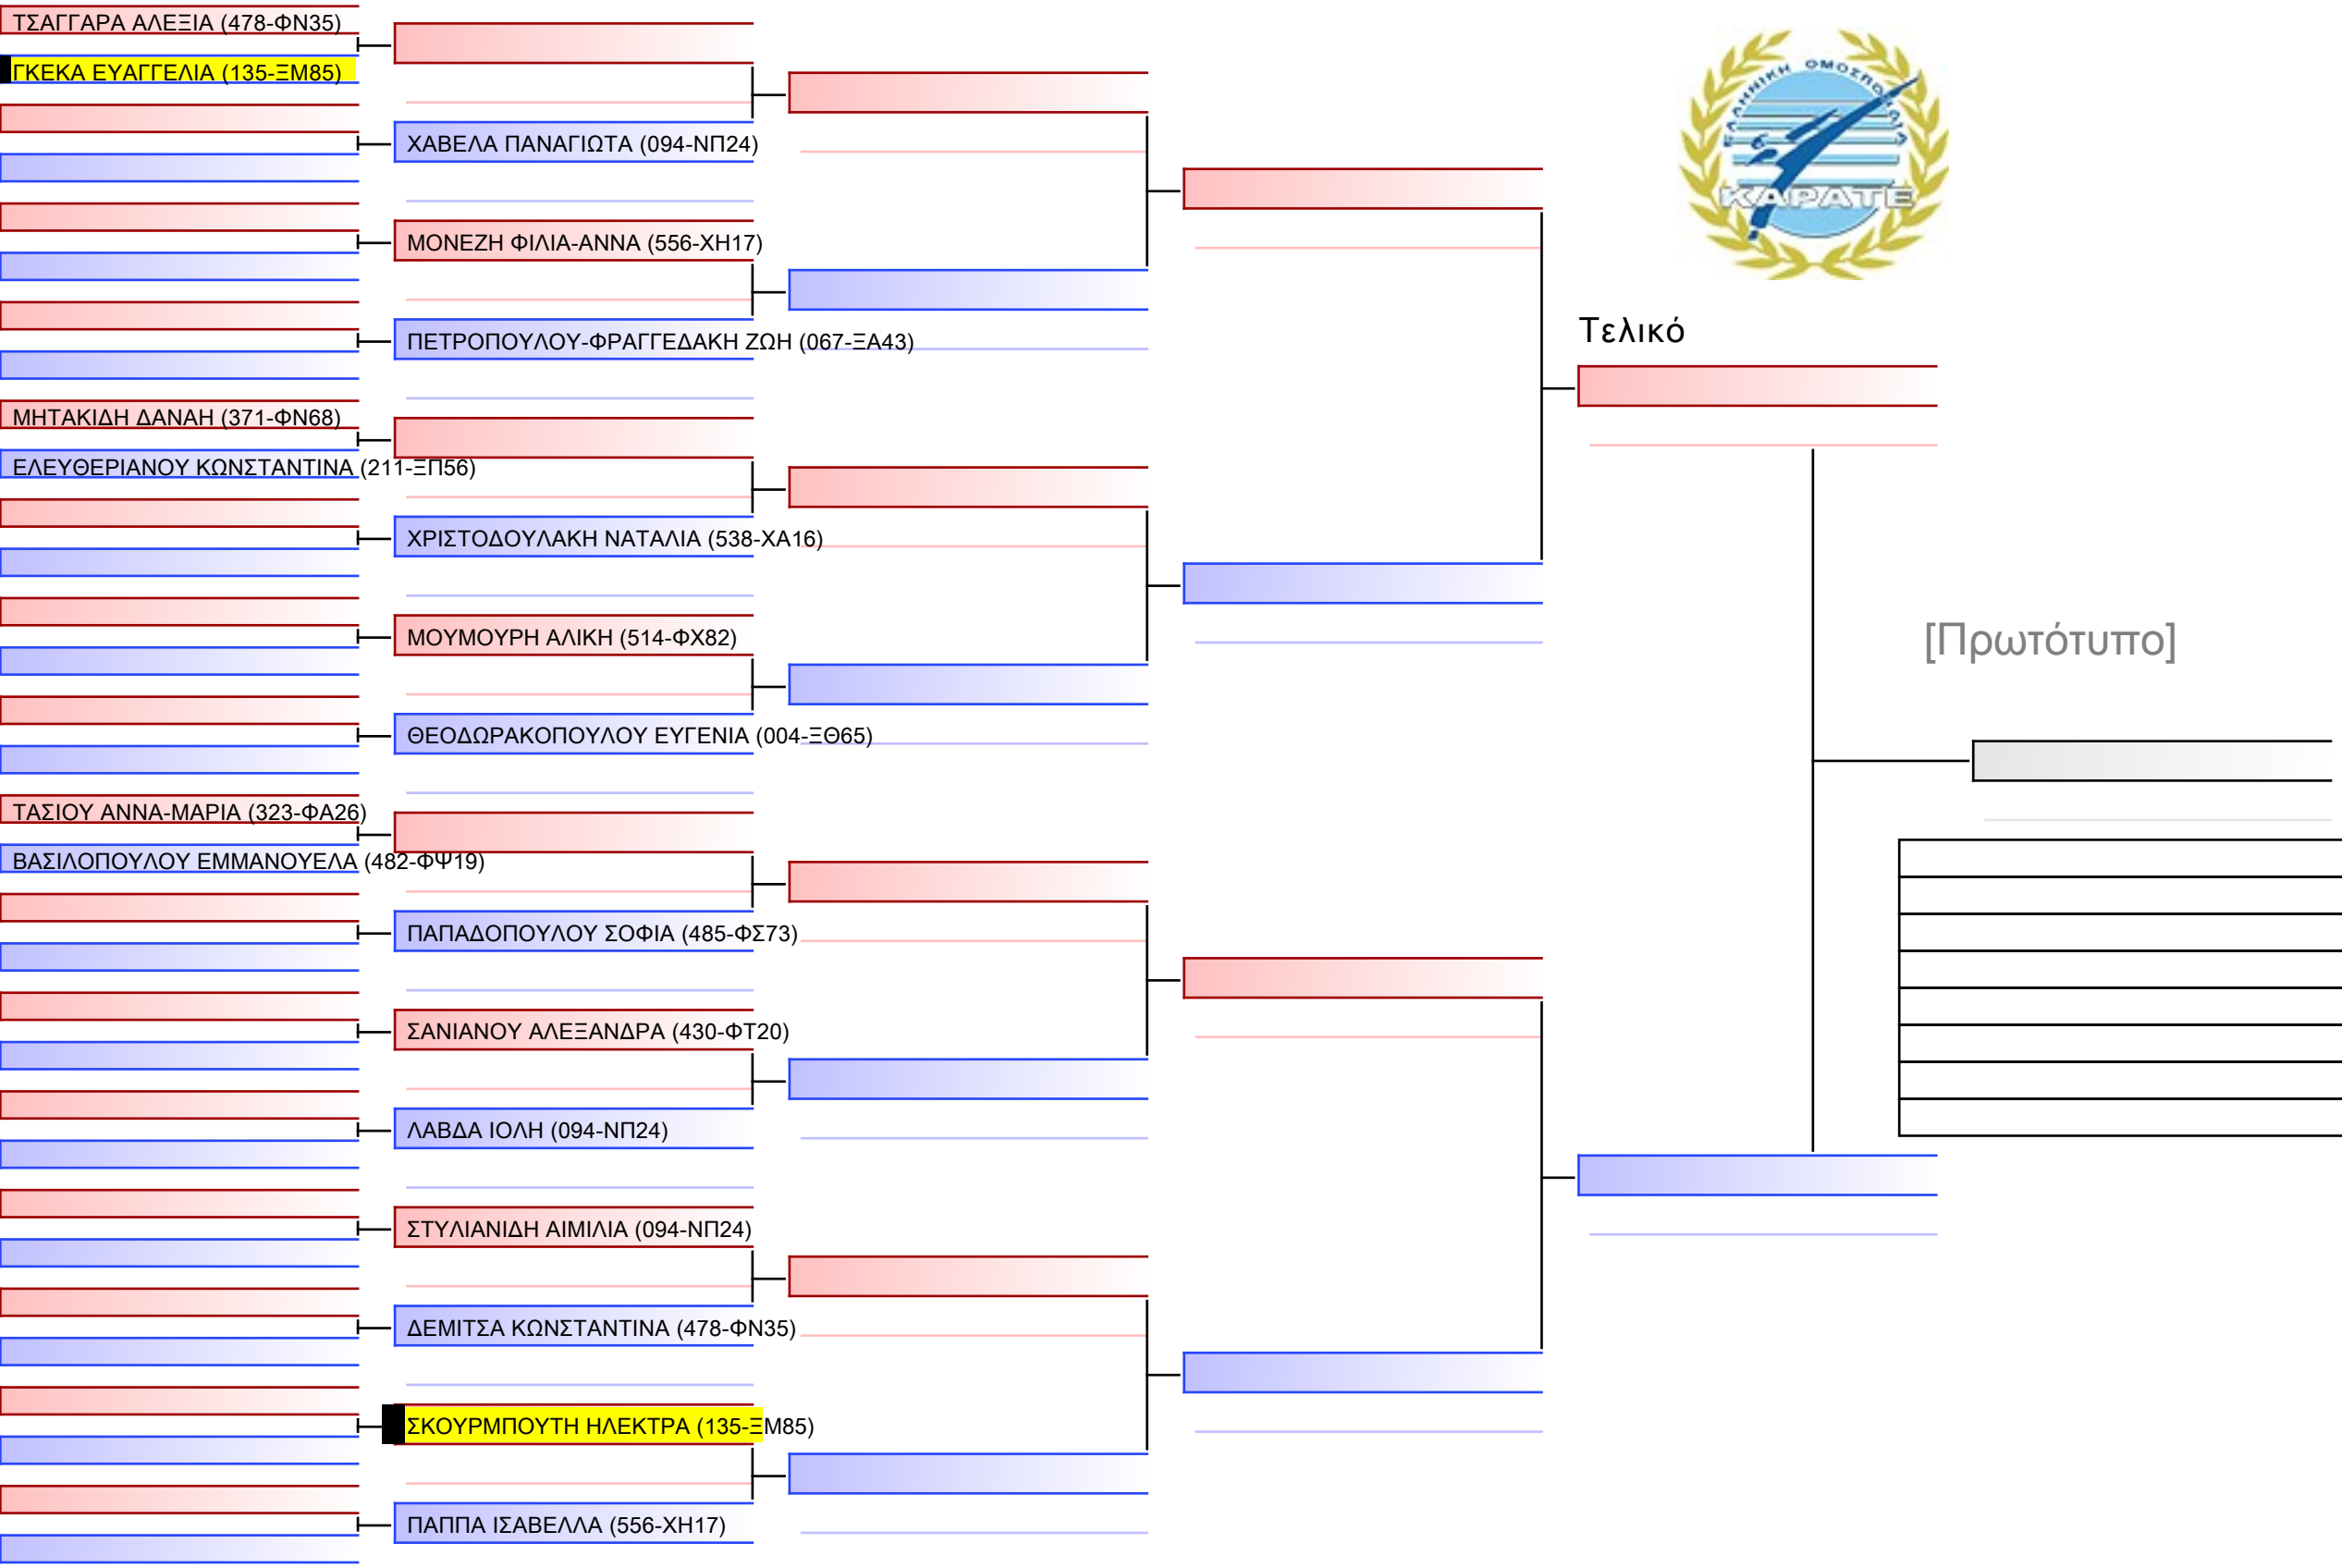 ΤΣΑΓΓΑΡΑ ΑΛΕΞΙΑ (478-ΦΝ35)
ΓΚΕΚΑ ΕΥΑΓΓΕΛΙΑ (135-ΞΜ85)
ΧΑΒΕΛΑ ΠΑΝΑΓΙΩΤΑ (094-ΝΠ24)
ΜΟΝΕΖΗ ΦΙΛΙΑ-ΑΝΝΑ (556-ΧΗ17)
ΠΕΤΡΟΠΟΥΛΟΥ-ΦΡΑΓΓΕΔΑΚΗ ΖΩΗ (067-ΞΑ43)
ΜΗΤΑΚΙΔΗ ΔΑΝΑΗ (371-ΦΝ68)
ΕΛΕΥΘΕΡΙΑΝΟΥ ΚΩΝΣΤΑΝΤΙΝΑ (211-ΞΠ56)
ΧΡΙΣΤΟΔΟΥΛΑΚΗ ΝΑΤΑΛΙΑ (538-ΧΑ16)
ΜΟΥΜΟΥΡΗ ΑΛΙΚΗ (514-ΦΧ82)
ΘΕΟΔΩΡΑΚΟΠΟΥΛΟΥ ΕΥΓΕΝΙΑ (004-ΞΘ65)
ΤΑΣΙΟΥ ΑΝΝΑ-ΜΑΡΙΑ (323-ΦΑ26)
ΒΑΣΙΛΟΠΟΥΛΟΥ ΕΜΜΑΝΟΥΕΛΑ (482-ΦΨ19)
ΠΑΠΑΔΟΠΟΥΛΟΥ ΣΟΦΙΑ (485-ΦΣ73)
ΣΑΝΙΑΝΟΥ ΑΛΕΞΑΝΔΡΑ (430-ΦΤ20)
ΛΑΒΔΑ ΙΟΛΗ (094-ΝΠ24)
ΣΤΥΛΙΑΝΙΔΗ ΑΙΜΙΛΙΑ (094-ΝΠ24)
ΔΕΜΙΤΣΑ ΚΩΝΣΤΑΝΤΙΝΑ (478-ΦΝ35)
ΣΚΟΥΡΜΠΟΥΤΗ ΗΛΕΚΤΡΑ (135-ΞΜ85)
ΠΑΠΠΑ ΙΣΑΒΕΛΛΑ (556-ΧΗ17)
ΕΛΛΗΝΙΚΗ ΟΜΟΣΠΟΝΔΙΑ
ΚΑΡΑΤΕ
Τελικό
[Πρωτότυπο]